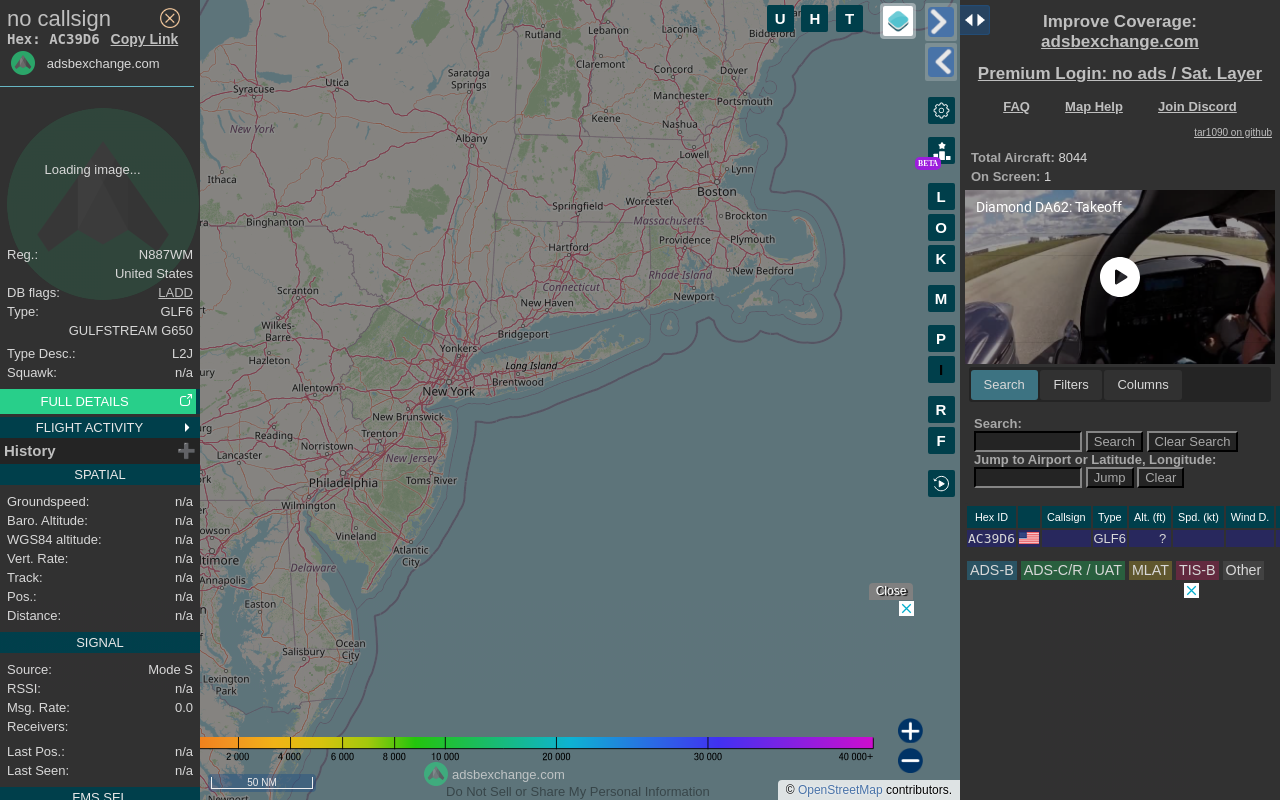 no callsign
Hex: AC39D6 Copy Link
adsbexchange.com
Loading image...
Reg.: N887WM
United States
DB flags: LADD
Type: GLF6
GULFSTREAM G650
Type Desc.: L2J
Squawk: n/a
FULL DETAILS
FLIGHT ACTIVITY
History
SPATIAL
Groundspeed: n/a
Baro. Altitude: n/a
WGS84 altitude: n/a
Vert. Rate: n/a
Track: n/a
Pos.: n/a
Distance: n/a
SIGNAL
Source: Mode S
RSSI: n/a
Msg. Rate: 0.0
Receivers:
Last Pos.: n/a
Last Seen: n/a
FMS SEL
U H T
Rutland
Lebanon
Laconia
Biddeford
Claremont
Concord
Dover
Saratoga
Springs
Utica
Syracuse
Manchester
Portsmouth
Keene
Nashua
New York
Albany
Lowell
Lynn
Ithaca
Boston
Worcester
Springfield
Massachusetts
Brockton
Binghamton
Hartford
Providence
Plymouth
Rhode Island
New Bedford
Connecticut
Newport
Scranton
New Haven
Wilkes-
Barre
Bridgeport
Yonkers
Hazleton
Long Island
Brentwood
Allentown
New York
New Brunswick
Reading
Trenton
Norristown
Lancaster
New Jersey
Philadelphia
Toms River
Wilmington
Vineland
Atlantic
City
Delaware
Annapolis
Easton
Ocean
City
Salisbury
Lexington
Park
BETA
L
O
K
M
P
I
R
F
Close
2 000 4 000 6 000 8 000 10 000 20 000 30 000 40 000+
50 NM
adsbexchange.com
Do Not Sell or Share My Personal Information
© OpenStreetMap contributors.
Improve Coverage:
adsbexchange.com
Premium Login: no ads / Sat. Layer
FAQ Map Help Join Discord
tar1090 on github
Total Aircraft: 8044
On Screen: 1
Diamond DA62: Takeoff
Search Filters Columns
Search:
Search Clear Search
Jump to Airport or Latitude, Longitude:
Jump Clear
Hex ID Callsign Type Alt. (ft) Spd. (kt) Wind D.
AC39D6 GLF6 ?
ADS-B ADS-C/R / UAT MLAT TIS-B Other